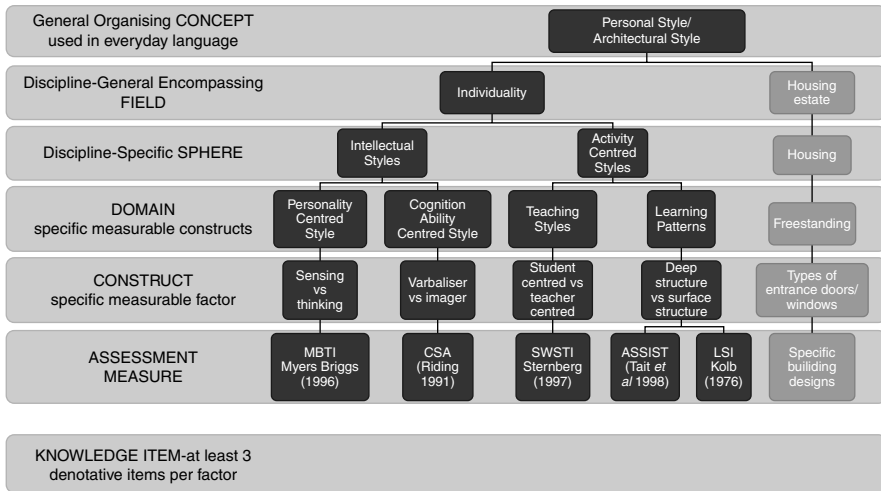 General Organising CONCEPT
used in everyday language
Personal Style/
Architectural Style
Discipline-General Encompassing
FIELD
Individuality
Housing
estate
Discipline-Specific SPHERE
Intellectual
Styles
Activity
Centred
Styles
Housing
DOMAIN
specific measurable constructs
Personality
Centred
Style
Cognition
Ability
Centred Style
Teaching
Styles
Learning
Patterns
Freestanding
CONSTRUCT
specific measurable factor
Sensing
vs
thinking
Varbaliser
vs imager
Student
centred vs
teacher
centred
Deep
structure
vs surface
structure
Types of
entrance doors/
windows
ASSESSMENT
MEASURE
MBTI
Myers Briggs
(1996)
CSA
(Riding
1991)
SWSTI
Sternberg
(1997)
ASSIST
(Tait et
al 1998)
LSI
Kolb
(1976)
Specific
builiding
designs
KNOWLEDGE ITEM-at least 3
denotative items per factor